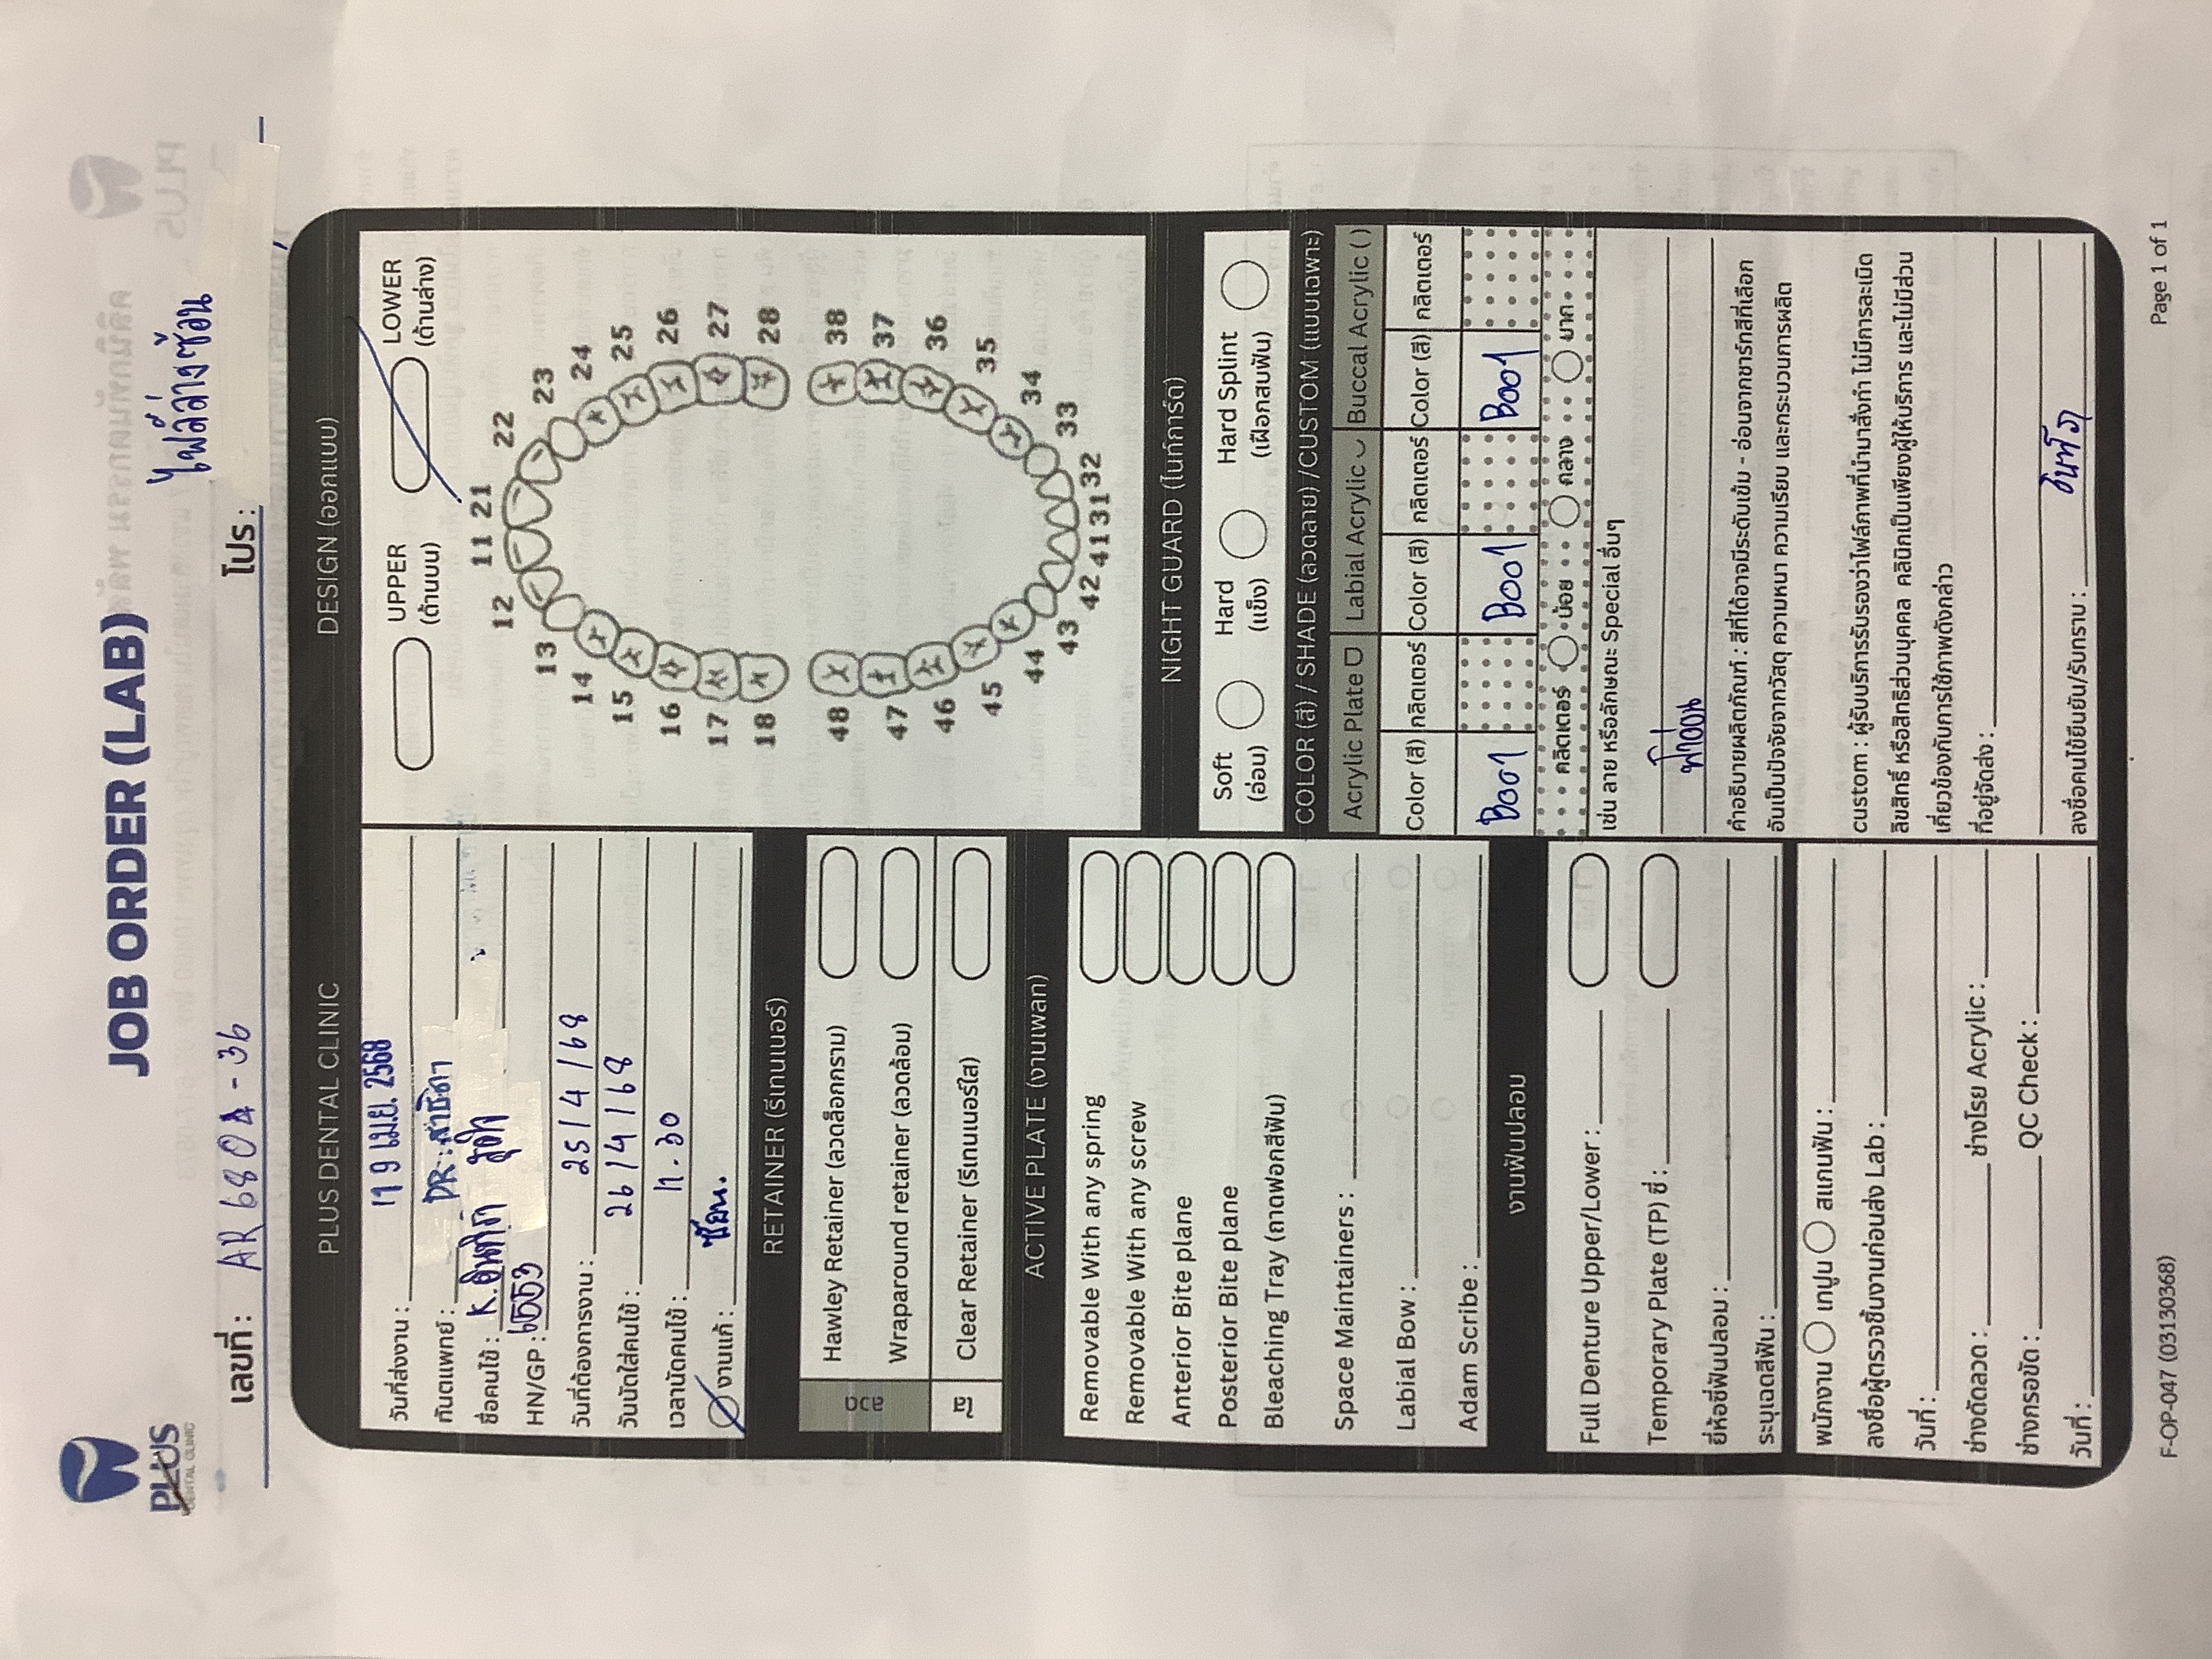 PLUS
DENTAL CLINIC
JOB ORDER (LAB)
ไฟล์ล่างซ้อน
เลขที่ : AR 6804-36
โปร :
PLUS DENTAL CLINIC
วันที่ส่งงาน : 19 เม.ย. 2568
ทันตแพทย์ : DR. สาธิตา
ชื่อคนไข้ : K. อินทิรา
HN/GP : 6553
วันที่ต้องการงาน : 25/4/68
วันนัดใส่คนไข้ : 26/4/68
เวลานัดคนไข้ : 11.30
งานแก้ : ซ้อน.
RETAINER (รีเทนเนอร์)
ลวด
Hawley Retainer (ลวดล็อกกราม)
Wraparound retainer (ลวดล้อม)
ใส
Clear Retainer (รีเทนเนอร์ใส)
ACTIVE PLATE (งานเพลท)
Removable With any spring
Removable With any screw
Anterior Bite plane
Posterior Bite plane
Bleaching Tray (ถาดฟอกสีฟัน)
Space Maintainers :
Labial Bow :
Adam Scribe :
งานฟันปลอม
Full Denture Upper/Lower :
Temporary Plate (TP) ซี่ :
ยี่ห้อซี่ฟันปลอม :
ระบุเฉดสีฟัน :
พนักงาน เทปูน สแกนฟัน :
ลงชื่อผู้ตรวจชิ้นงานก่อนส่ง Lab :
วันที่ :
ช่างดัดลวด : ช่างโรย Acrylic :
ช่างกรอขัด : QC Check :
วันที่ :
DESIGN (ออกแบบ)
UPPER LOWER
(ด้านบน) (ด้านล่าง)
11 21
12 22
13 23
14 24
15 25
16 26
17 27
18 28
48 38
47 37
46 36
45 35
44 34
43 33
42 41 31 32
NIGHT GUARD (ไนท์การ์ด)
Soft Hard Hard Splint
(อ่อน) (แข็ง) (เฝือกสบฟัน)
COLOR (สี) / SHADE (ลวดลาย) /CUSTOM (แบบเฉพาะ)
Acrylic Plate Labial Acrylic Buccal Acrylic ( )
Color (สี) กลิตเตอร์ Color (สี) กลิตเตอร์ Color (สี) กลิตเตอร์
B001 B001 B001
กลิตเตอร์ น้อย กลาง มาก
เช่น ลาย หรือลักษณะ Special อื่นๆ
ฟ้าอ่อน
คำอธิบายผลิตภัณฑ์ : สีที่ได้อาจมีระดับเข้ม - อ่อนจากชาร์ทสีที่เลือก
อันเป็นปัจจัยจากวัสดุ ความหนา ความเรียบ และกระบวนการผลิต
custom : ผู้รับบริการรับรองว่าไฟล์ภาพที่นำมาสั่งทำ ไม่มีการละเมิด
ลิขสิทธิ์ หรือสิทธิส่วนบุคคล คลินิกเป็นเพียงผู้ให้บริการ และไม่มีส่วน
เกี่ยวข้องกับการใช้ภาพดังกล่าว
ที่อยู่จัดส่ง :
ลงชื่อคนไข้ยืนยัน/รับทราบ : อินทิรา
F-OP-047 (03130368)
Page 1 of 1